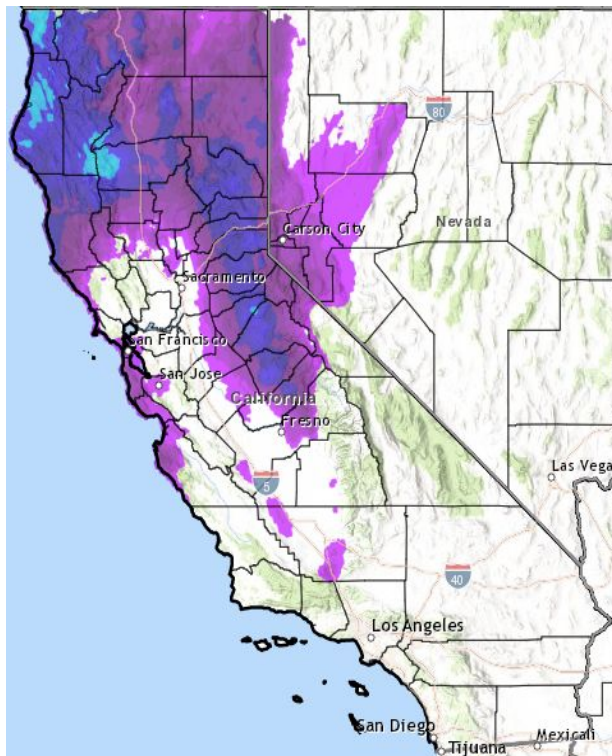 80
Nevada
Carson City
Sacramento
San Francisco
San Jose
California
Fresno
Las Vega
5
40
Los Angeles
San Diego
Mexicali
Tijuana